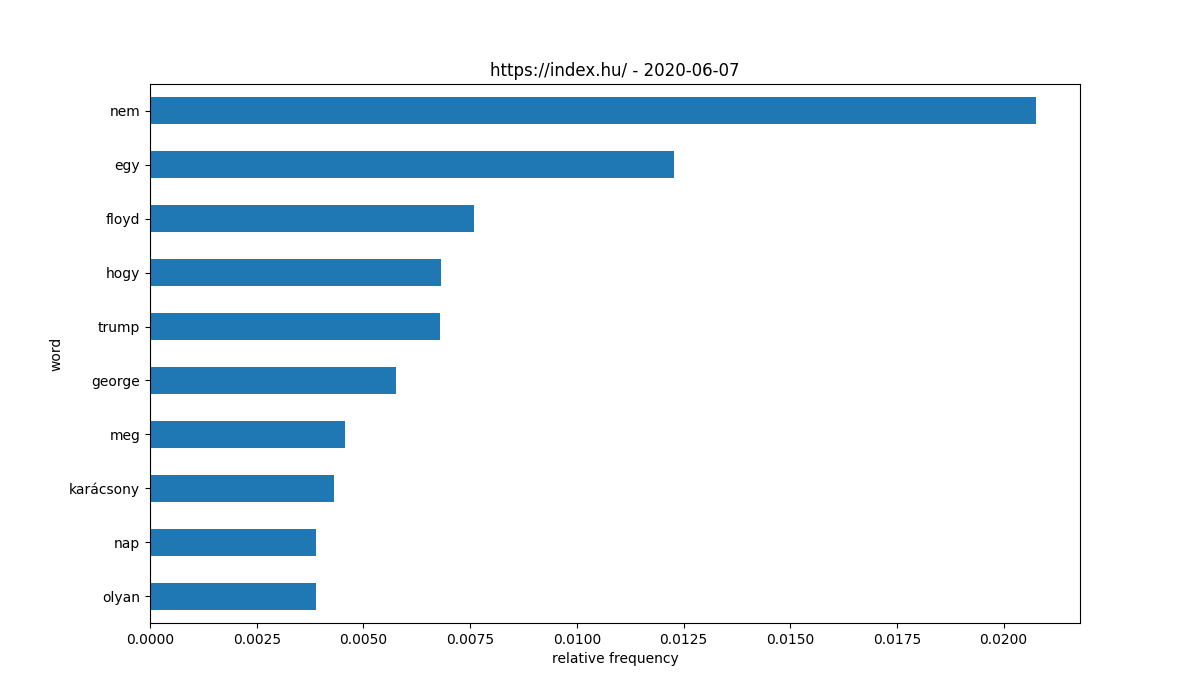 https://index.hu/ - 2020-06-07
nem
egy
floyd
hogy
trump
george
meg
karácsony
nap
olyan
word
0.0000 0.0025 0.0050 0.0075 0.0100 0.0125 0.0150 0.0175 0.0200
relative frequency